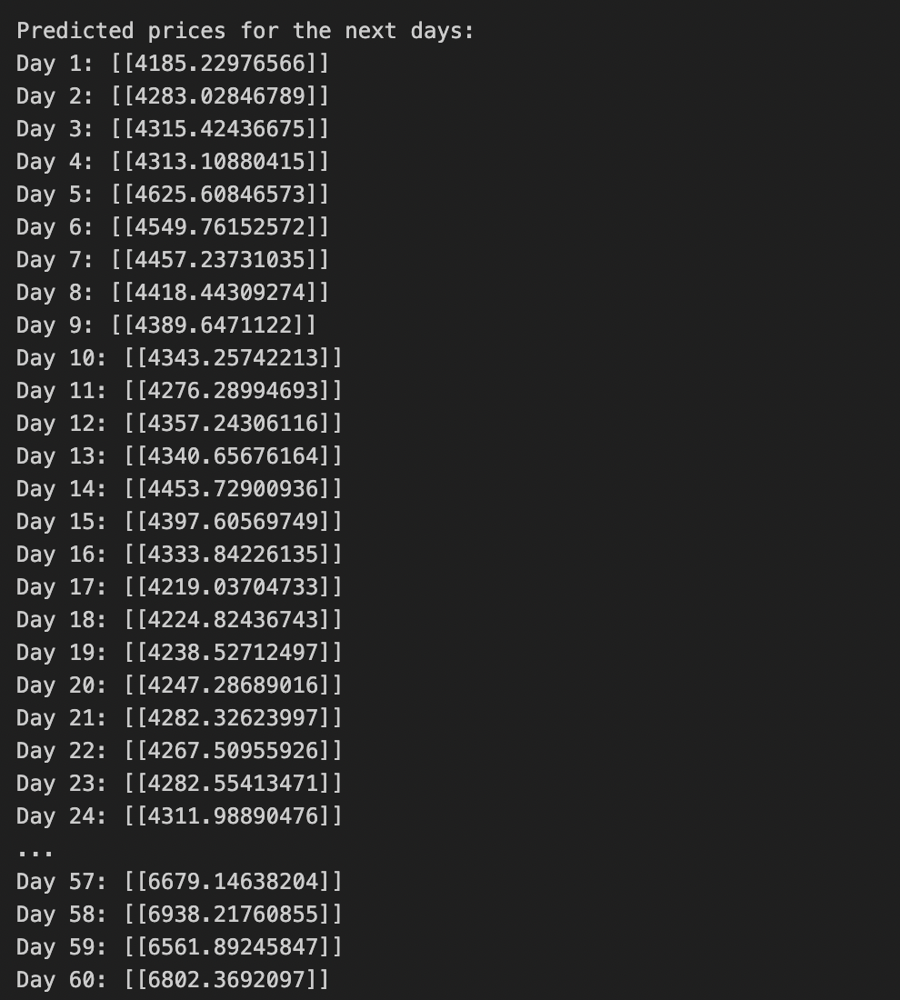 Predicted prices for the next days:
Day 1: [[4185.22976566]]
Day 2: [[4283.02846789]]
Day 3: [[4315.42436675]]
Day 4: [[4313.10880415]]
Day 5: [[4625.60846573]]
Day 6: [[4549.76152572]]
Day 7: [[4457.23731035]]
Day 8: [[4418.44309274]]
Day 9: [[4389.6471122]]
Day 10: [[4343.25742213]]
Day 11: [[4276.28994693]]
Day 12: [[4357.24306116]]
Day 13: [[4340.65676164]]
Day 14: [[4453.72900936]]
Day 15: [[4397.60569749]]
Day 16: [[4333.84226135]]
Day 17: [[4219.03704733]]
Day 18: [[4224.82436743]]
Day 19: [[4238.52712497]]
Day 20: [[4247.28689016]]
Day 21: [[4282.32623997]]
Day 22: [[4267.50955926]]
Day 23: [[4282.55413471]]
Day 24: [[4311.98890476]]
...
Day 57: [[6679.14638204]]
Day 58: [[6938.21760855]]
Day 59: [[6561.89245847]]
Day 60: [[6802.3692097]]